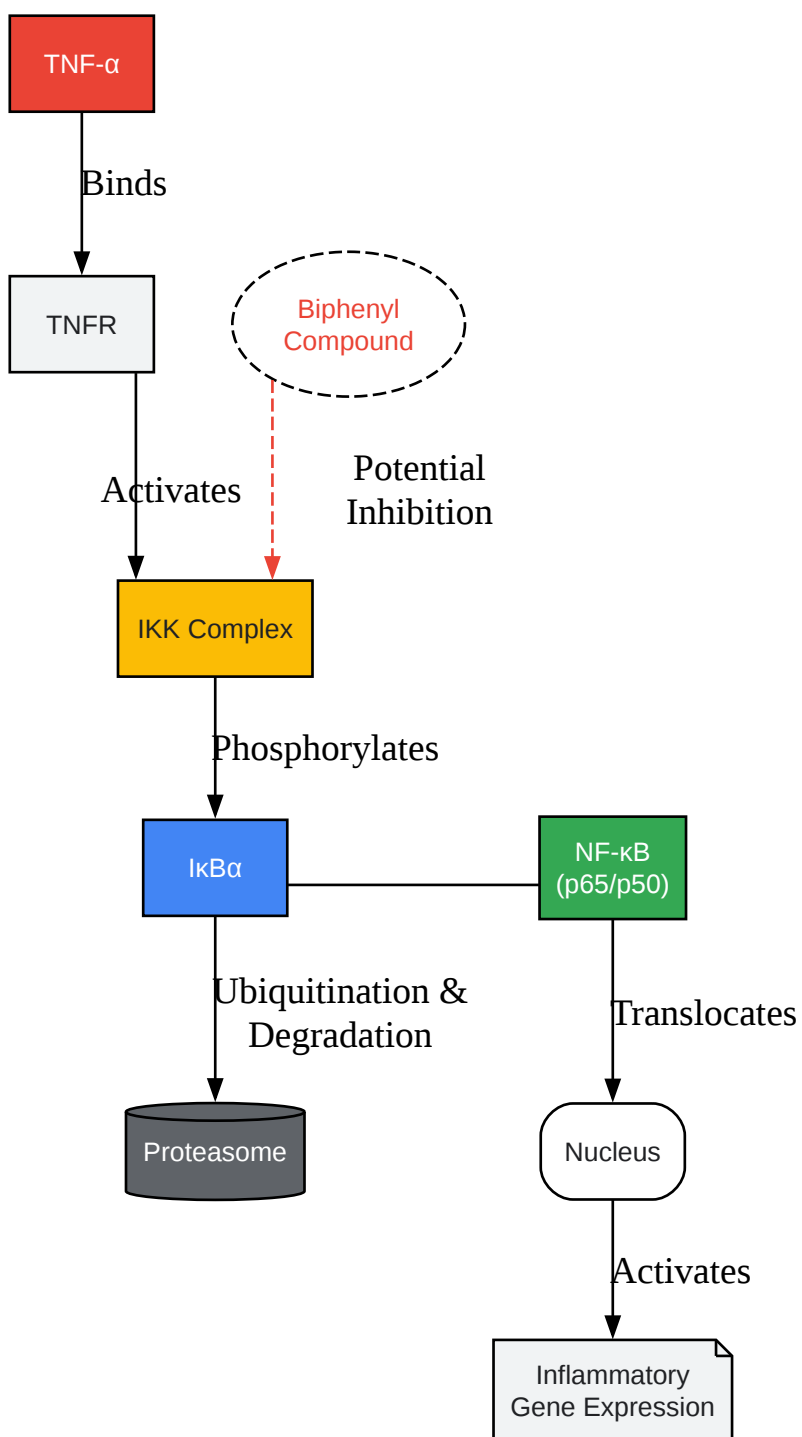 TNF-α
Binds
TNFR
Biphenyl
Compound
Activates
Potential
Inhibition
IKK Complex
Phosphorylates
IκBα
NF-κB
(p65/p50)
Ubiquitination &
Degradation
Translocates
Proteasome
Nucleus
Activates
Inflammatory
Gene Expression